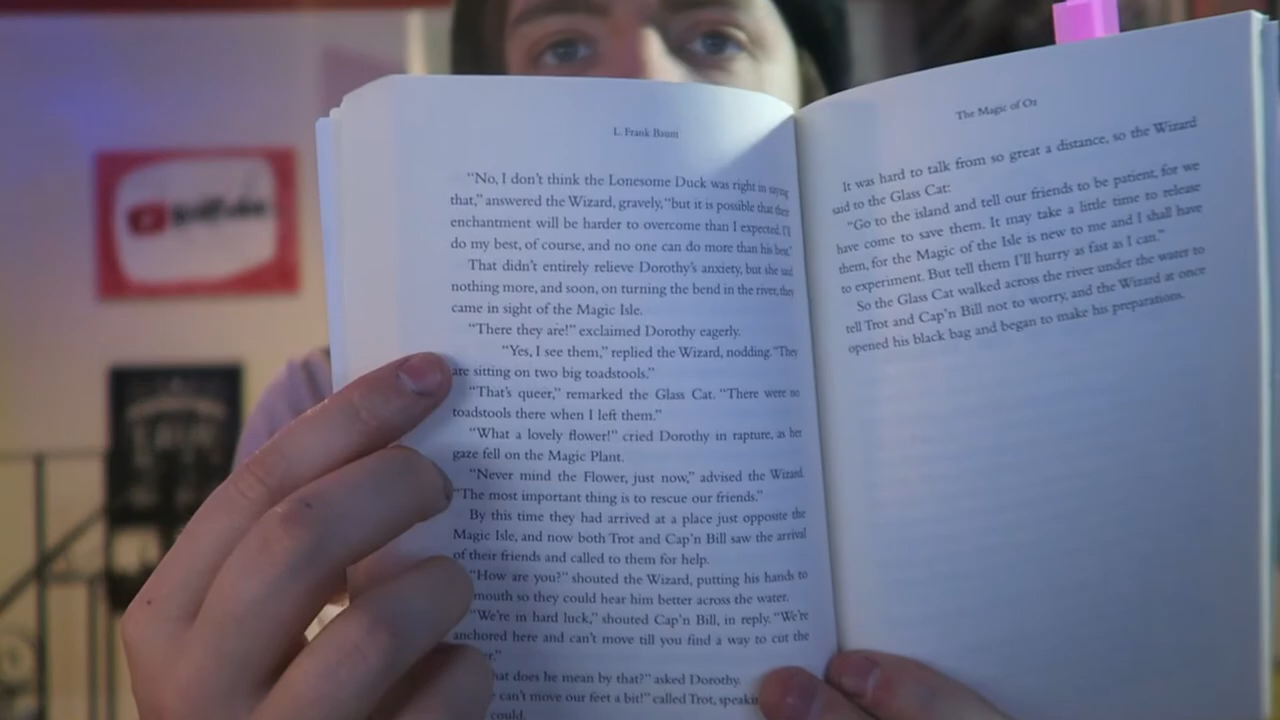 L. Frank Baum
"No, I don't think the Lonesome Duck was right in saying
that," answered the Wizard, gravely, "but it is possible that their
enchantment will be harder to overcome than I expected. I'll
do my best, of course, and no one can do more than his best."
That didn't entirely relieve Dorothy's anxiety, but she said
nothing more, and soon, on turning the bend in the river, they
came in sight of the Magic Isle.
"There they are!" exclaimed Dorothy eagerly.
"Yes, I see them," replied the Wizard, nodding. "They
are sitting on two big toadstools."
"That's queer," remarked the Glass Cat. "There were no
toadstools there when I left them."
"What a lovely flower!" cried Dorothy in rapture, as her
gaze fell on the Magic Plant.
"Never mind the Flower, just now," advised the Wizard.
"The most important thing is to rescue our friends."
By this time they had arrived at a place just opposite the
Magic Isle, and now both Trot and Cap'n Bill saw the arrival
of their friends and called to them for help.
"How are you?" shouted the Wizard, putting his hands to
mouth so they could hear him better across the water.
"We're in hard luck," shouted Cap'n Bill, in reply. "We're
anchored here and can't move till you find a way to cut the
does he mean by that?" asked Dorothy.
can't move our feet a bit!" called Trot,
could.
The Magic of Oz
It was hard to talk from so great a distance, so the Wizard
said to the Glass Cat:
"Go to the island and tell our friends to be patient, for we
have come to save them. It may take a little time to release
them, for the Magic of the Isle is new to me and I shall have
to experiment. But tell them I'll hurry as fast as I can."
So the Glass Cat walked across the river under the water to
tell Trot and Cap'n Bill not to worry, and the Wizard at once
opened his black bag and began to make his preparations.